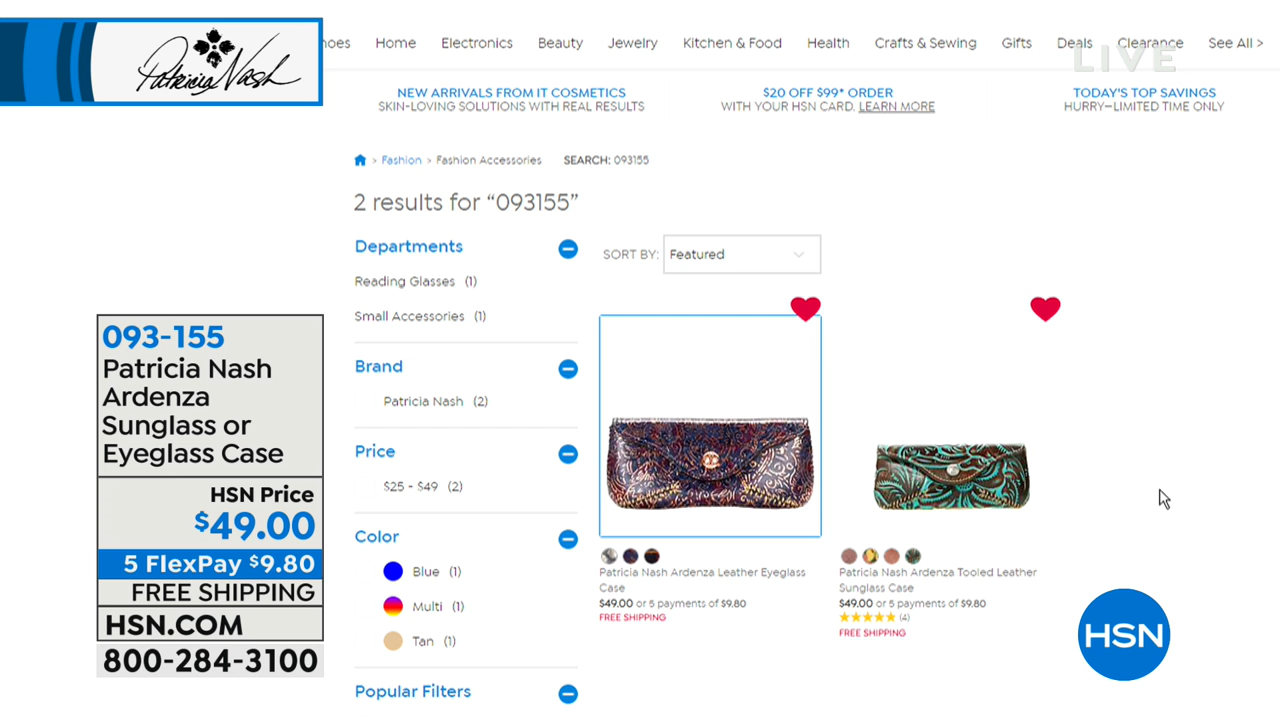 Patricia Nash
oes Home Electronics Beauty Jewelry Kitchen & Food Health Crafts & Sewing Gifts Deals Clearance See All >
LIVE
NEW ARRIVALS FROM IT COSMETICS
SKIN-LOVING SOLUTIONS WITH REAL RESULTS
$20 OFF $99* ORDER
WITH YOUR HSN CARD. LEARN MORE
TODAY'S TOP SAVINGS
HURRY–LIMITED TIME ONLY
> Fashion > Fashion Accessories SEARCH: 093155
2 results for “093155”
Departments
Reading Glasses (1)
Small Accessories (1)
Brand
Patricia Nash (2)
Price
$25 - $49 (2)
Color
Blue (1)
Multi (1)
Tan (1)
Popular Filters
SORT BY: Featured
Patricia Nash Ardenza Leather Eyeglass
Case
$49.00 or 5 payments of $9.80
FREE SHIPPING
Patricia Nash Ardenza Tooled Leather
Sunglass Case
$49.00 or 5 payments of $9.80
(4)
FREE SHIPPING
093-155
Patricia Nash
Ardenza
Sunglass or
Eyeglass Case
HSN Price
$49.00
5 FlexPay $9.80
FREE SHIPPING
HSN.COM
800-284-3100
HSN